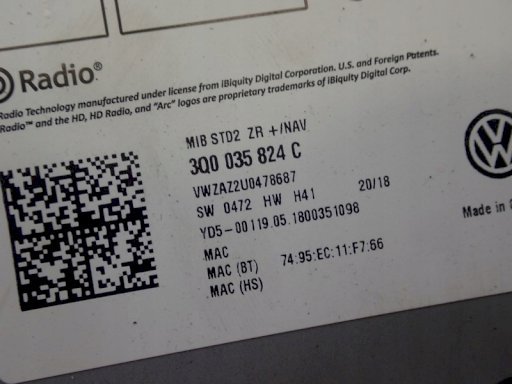 Radio®
Radio Technology manufactured under license from iBiquity Digital Corporation. U.S. and Foreign Patents.
Radio™ and the HD, HD Radio, and "Arc" logos are proprietary trademarks of iBiquity Digital Corp.
MIB STD2 ZR +/NAV
3Q0 035 824 C
VWZAZ2U0478687
SW 0472 HW H41 20/18
YD5-00119.05.1800351098
MAC
MAC (BT) 74:95:EC:11:F7:66
MAC (HS)
VW
Made in